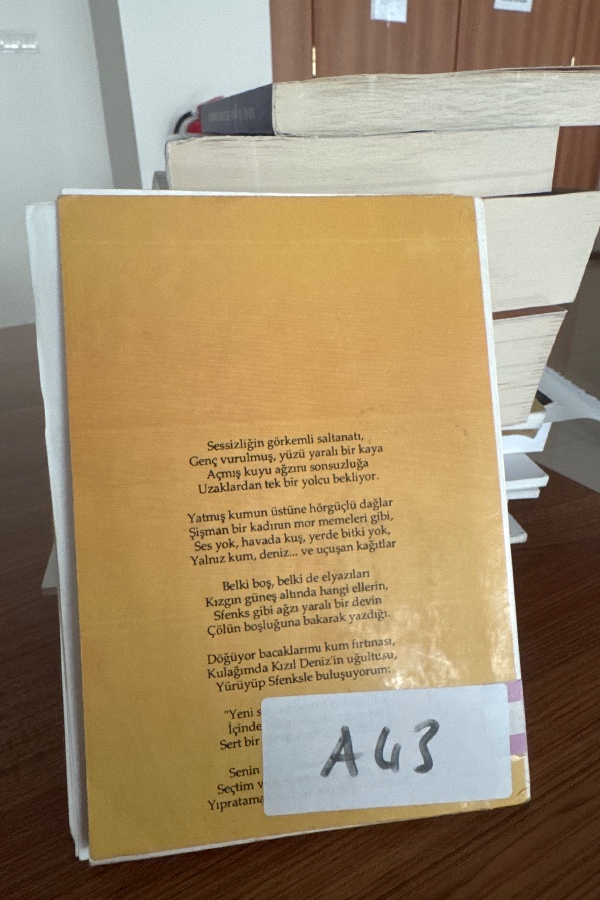 Sessizliğin görkemli saltanatı,
Genç vurulmuş, yüzü yaralı bir kaya
Açmış kuyu ağzını sonsuzluğa
Uzaklardan tek bir yolcu bekliyor.
Yatmış kumun üstüne hörgüçlü dağlar
Şişman bir kadının mor memeleri gibi,
Ses yok, havada kuş, yerde bitki yok,
Yalnız kum, deniz... ve uçuşan kağıtlar
Belki boş, belki de elyazıları
Kızgın güneş altında hangi ellerin,
Sfenks gibi ağzı yaralı bir devin
Çölün boşluğuna bakarak yazdığı.
Döğüyor bacaklarımı kum fırtınası,
Kulağımda Kızıl Deniz'in uğultusu,
Yürüyüp Sfenksle buluşuyorum:
"Yeni
İçinde
Sert bir
Senin
Seçtim
A43